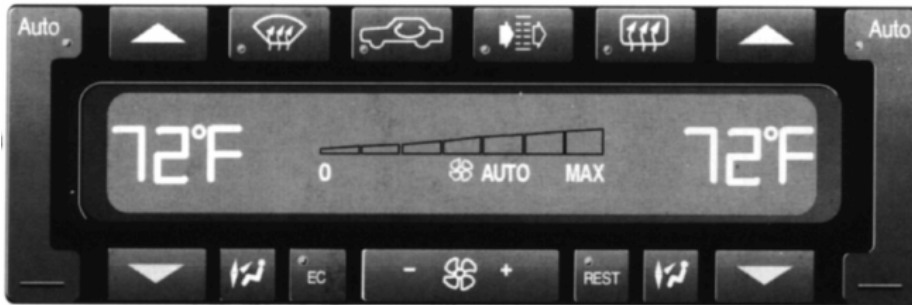 Auto
Auto
72°F
72°F
0
AUTO
MAX
EC
- +
REST